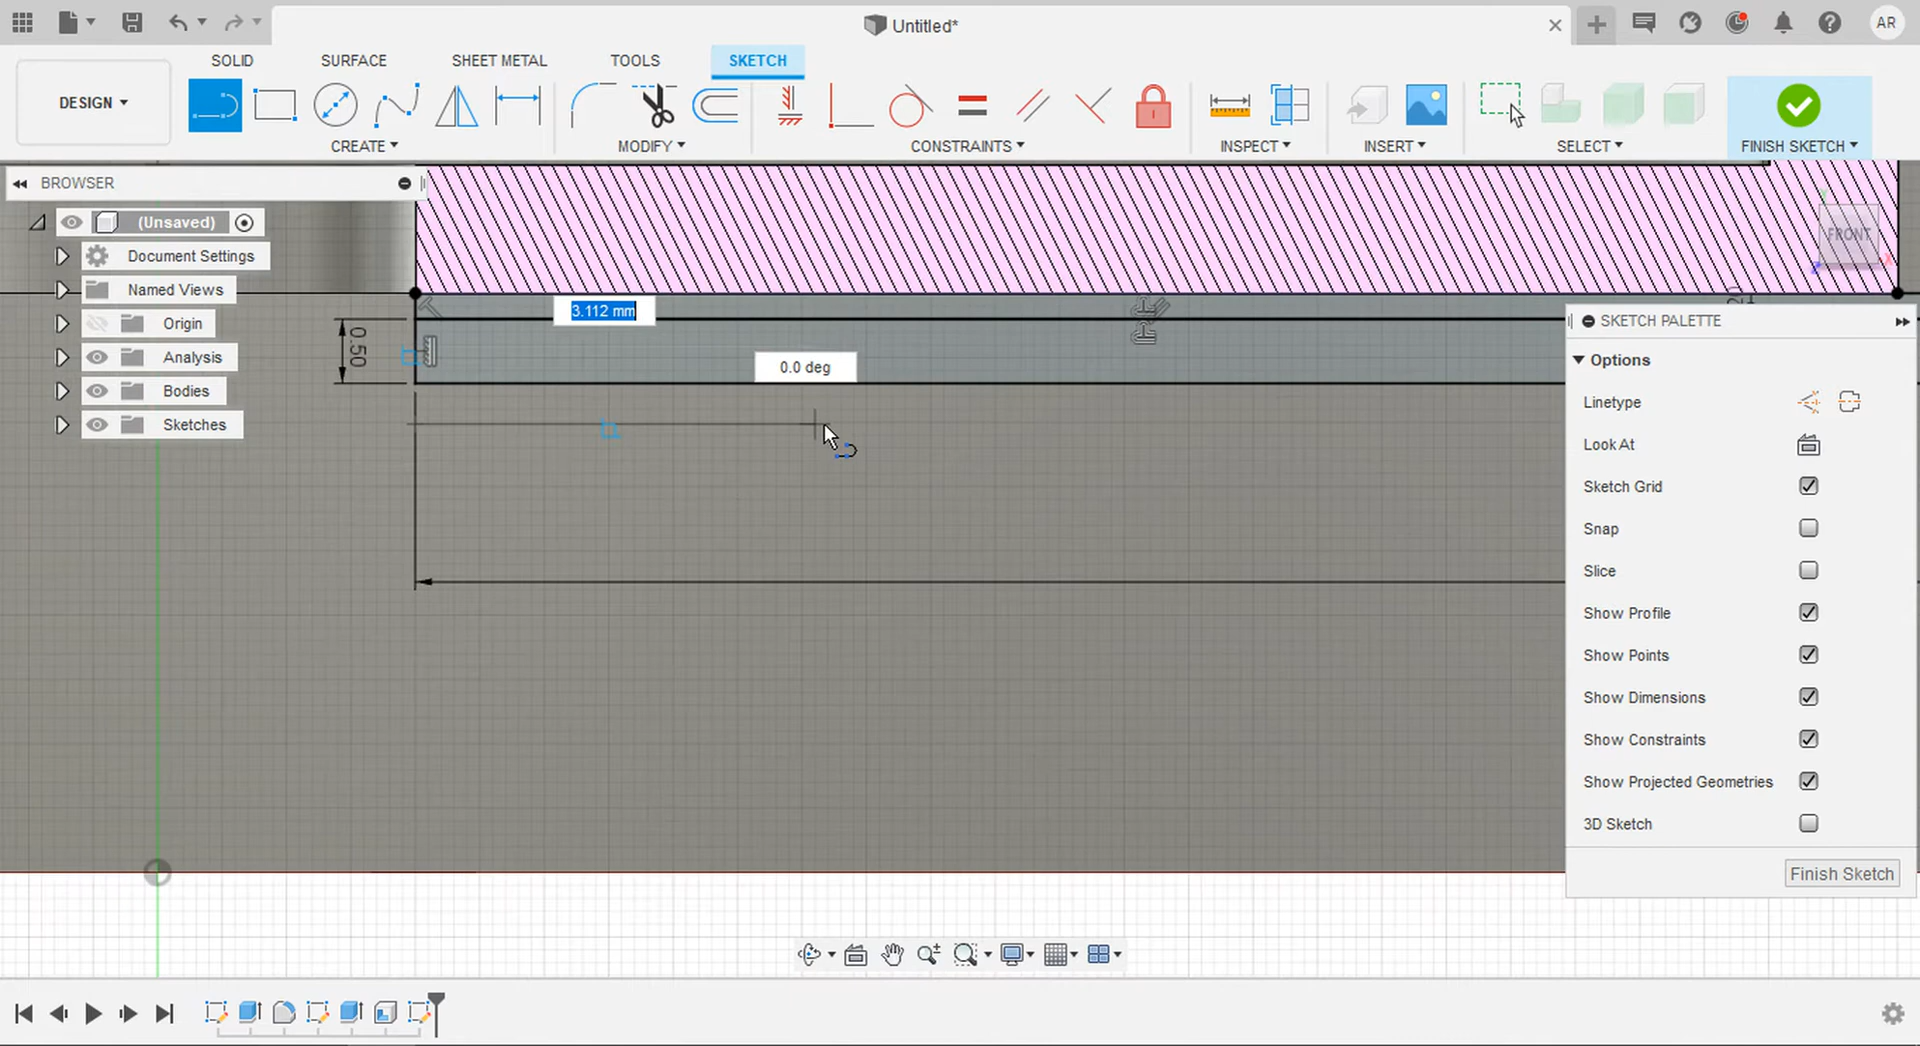 Untitled*
AR
SOLID
SURFACE
SHEET METAL
TOOLS
SKETCH
DESIGN
CREATE
MODIFY
CONSTRAINTS
INSPECT
INSERT
SELECT
FINISH SKETCH
BROWSER
(Unsaved)
Document Settings
Named Views
Origin
Analysis
Bodies
Sketches
0.50
3.112 mm
0.0 deg
FRONT
SKETCH PALETTE
Options
Linetype
Look At
Sketch Grid
Snap
Slice
Show Profile
Show Points
Show Dimensions
Show Constraints
Show Projected Geometries
3D Sketch
Finish Sketch